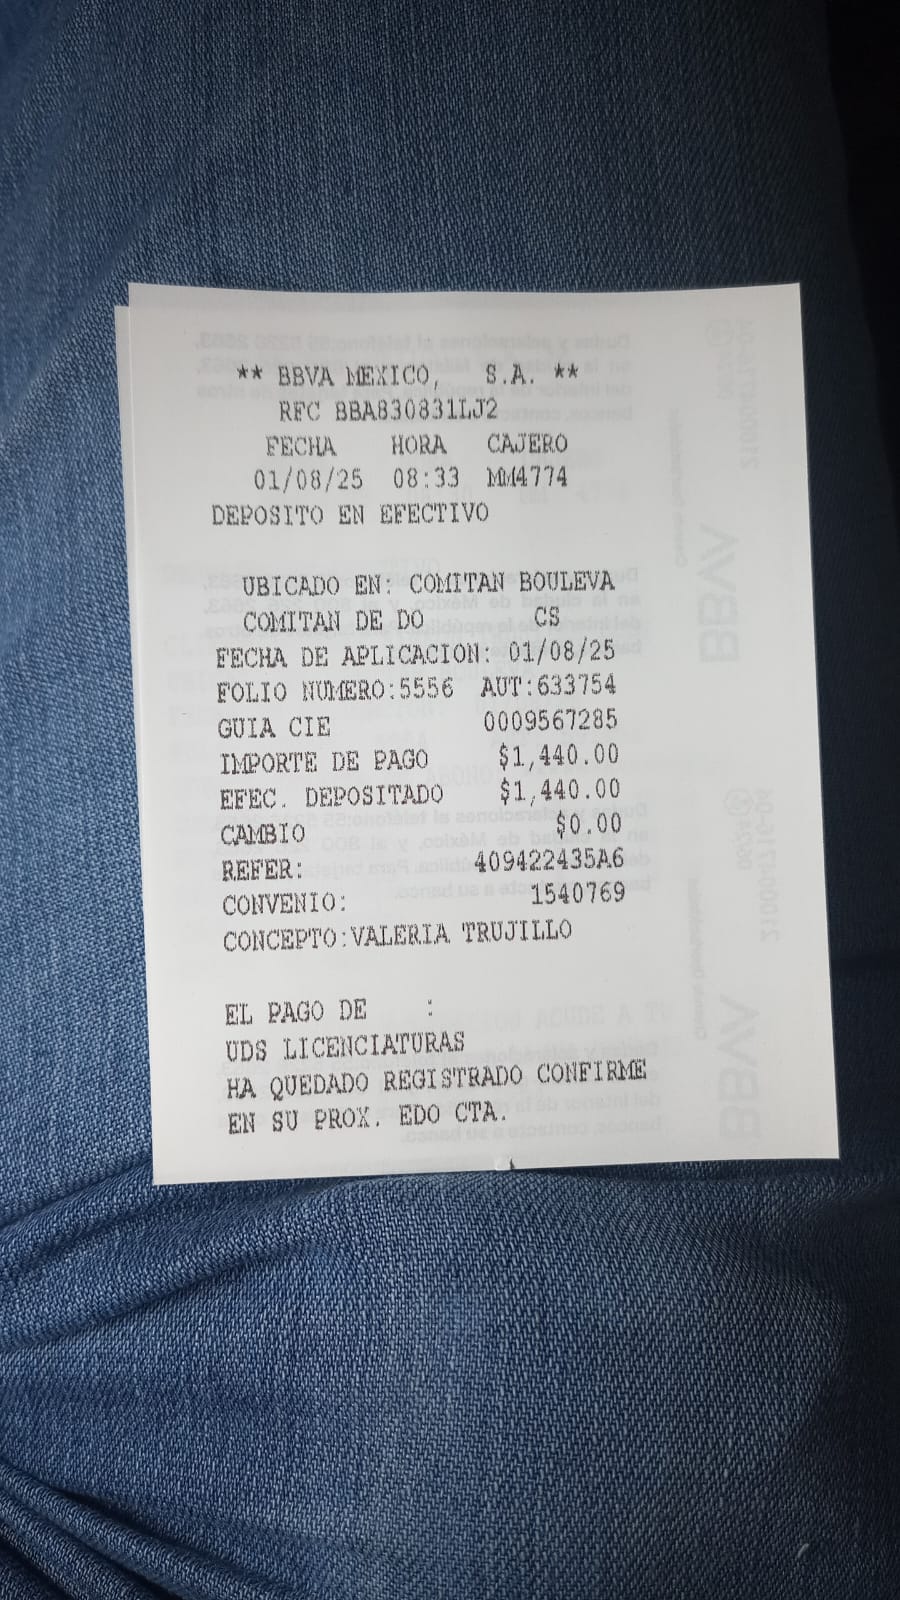 ** BBVA MEXICO, S.A. **
RFC BBA830831LJ2
FECHA HORA CAJERO
01/08/25 08:33 MM4774
DEPOSITO EN EFECTIVO
UBICADO EN: COMITAN BOULEVA
COMITAN DE DO CS
FECHA DE APLICACION: 01/08/25
FOLIO NUMERO:5556 AUT:633754
GUIA CIE 0009567285
IMPORTE DE PAGO $1,440.00
EFEC. DEPOSITADO $1,440.00
CAMBIO $0.00
REFER: 409422435A6
CONVENIO: 1540769
CONCEPTO:VALERIA TRUJILLO
EL PAGO DE :
UDS LICENCIATURAS
HA QUEDADO REGISTRADO CONFIRME
EN SU PROX. EDO CTA.
BBVA
BBVA